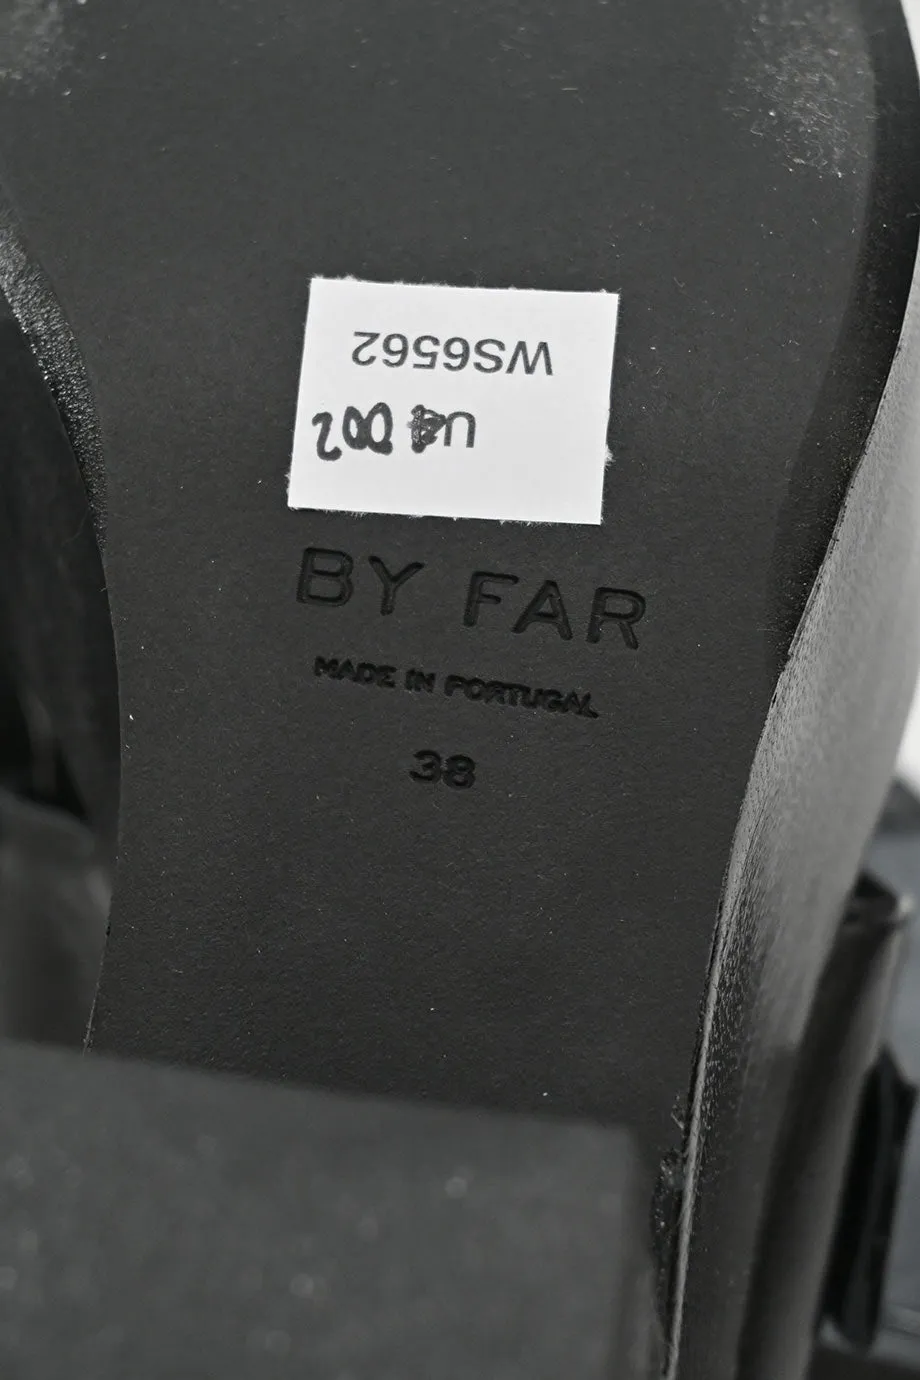 WS6562
BY FAR
MADE IN PORTUGAL
38